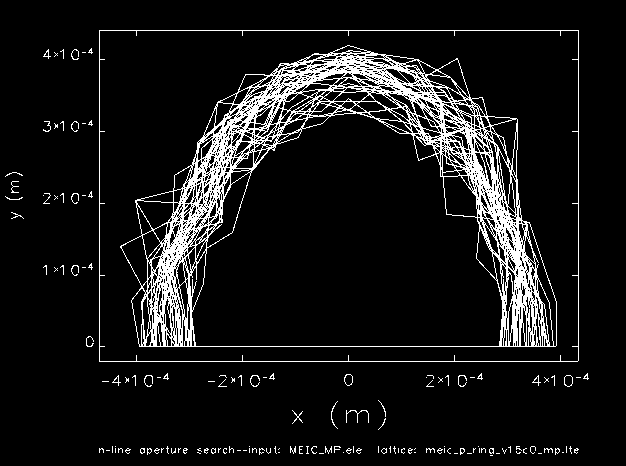 4×10⁻⁴
3×10⁻⁴
2×10⁻⁴
1×10⁻⁴
0
y (m)
−4×10⁻⁴ −2×10⁻⁴ 0 2×10⁻⁴ 4×10⁻⁴
x (m)
n-line aperture search--input: MEIC_MP.ele lattice: meic_p_ring_v15c0_mp.lte